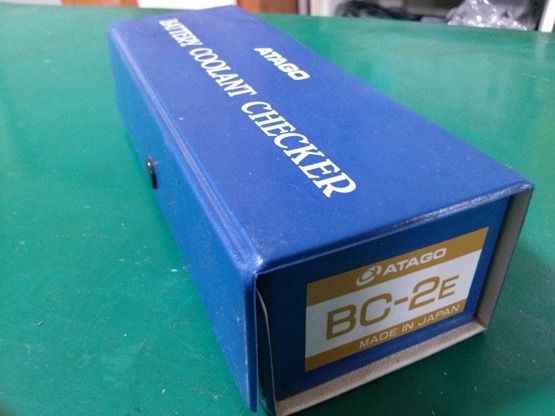 ATAGO
BATTERY COOLANT CHECKER
ATAGO
BC-2E
MADE IN JAPAN